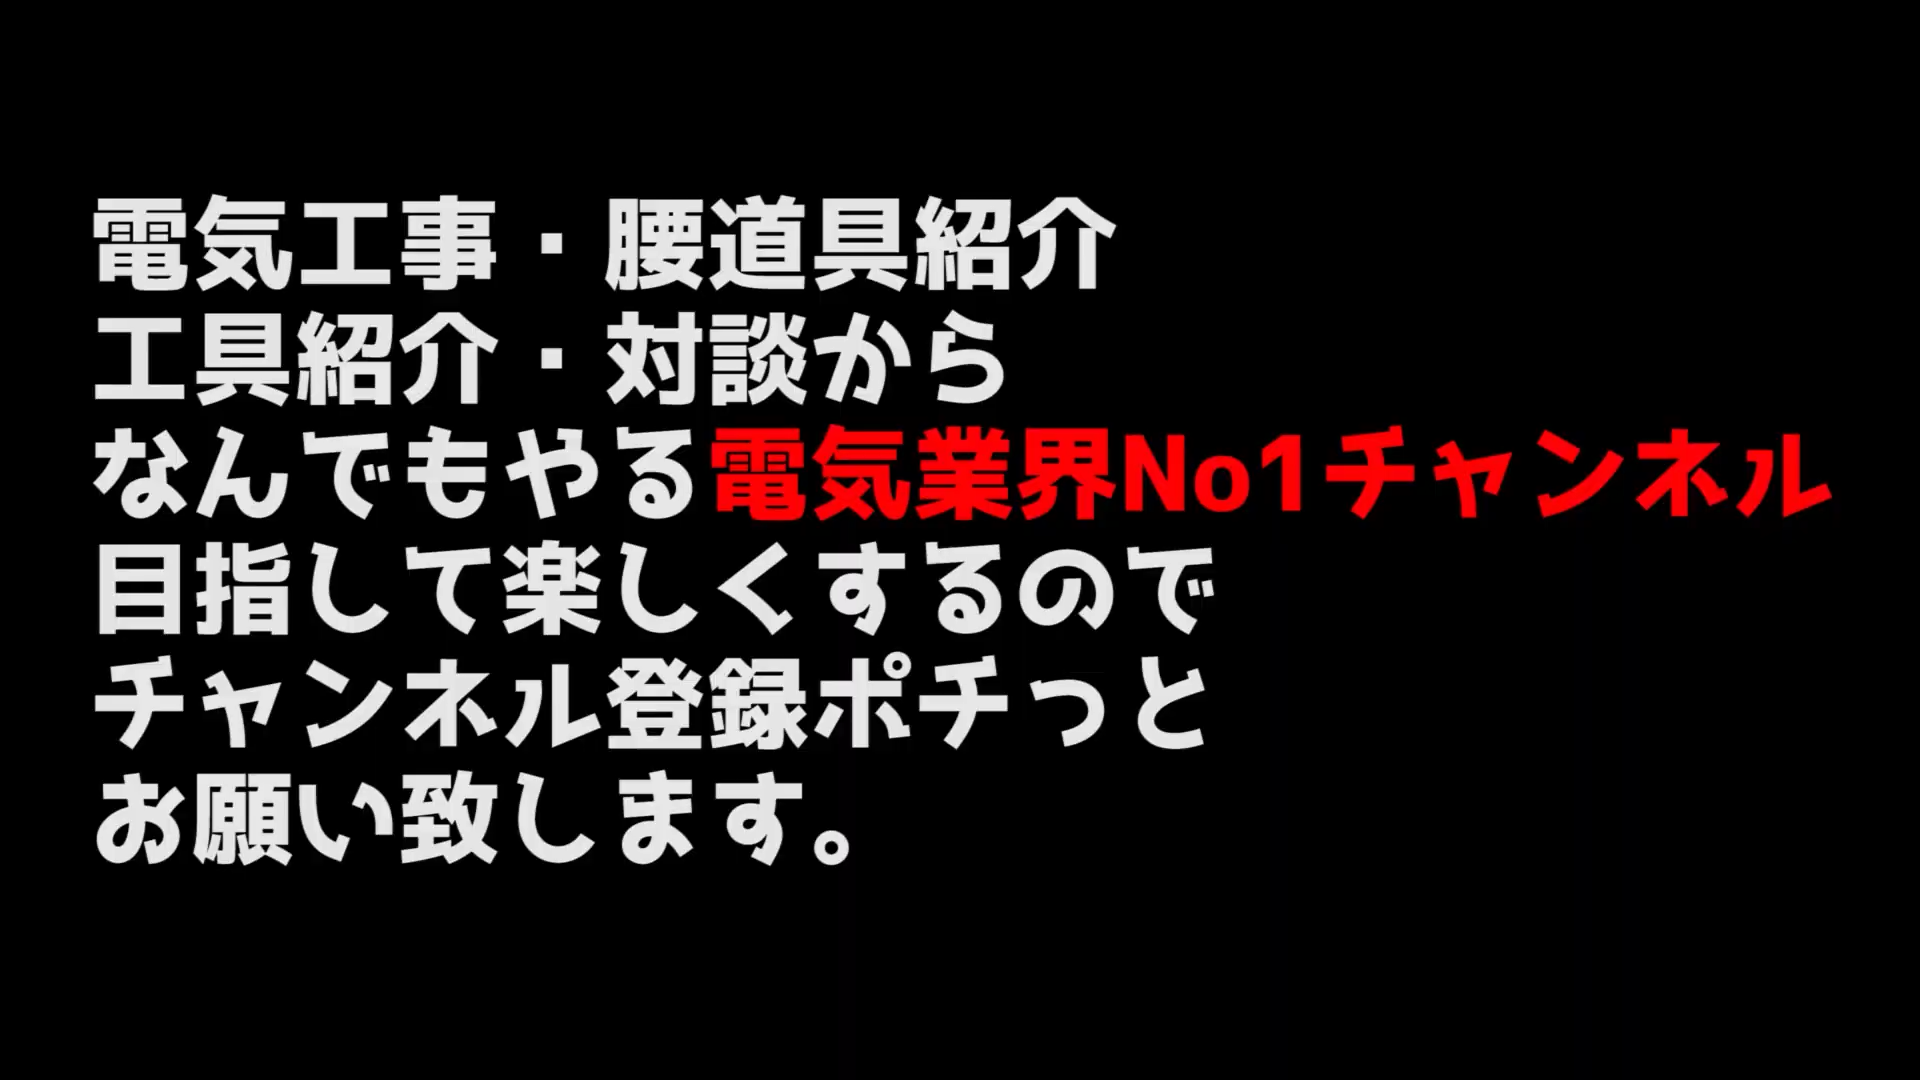 電気工事・腰道具紹介
工具紹介・対談から
なんでもやる電気業界No1チャンネル
目指して楽しくするので
チャンネル登録ポチっと
お願い致します。